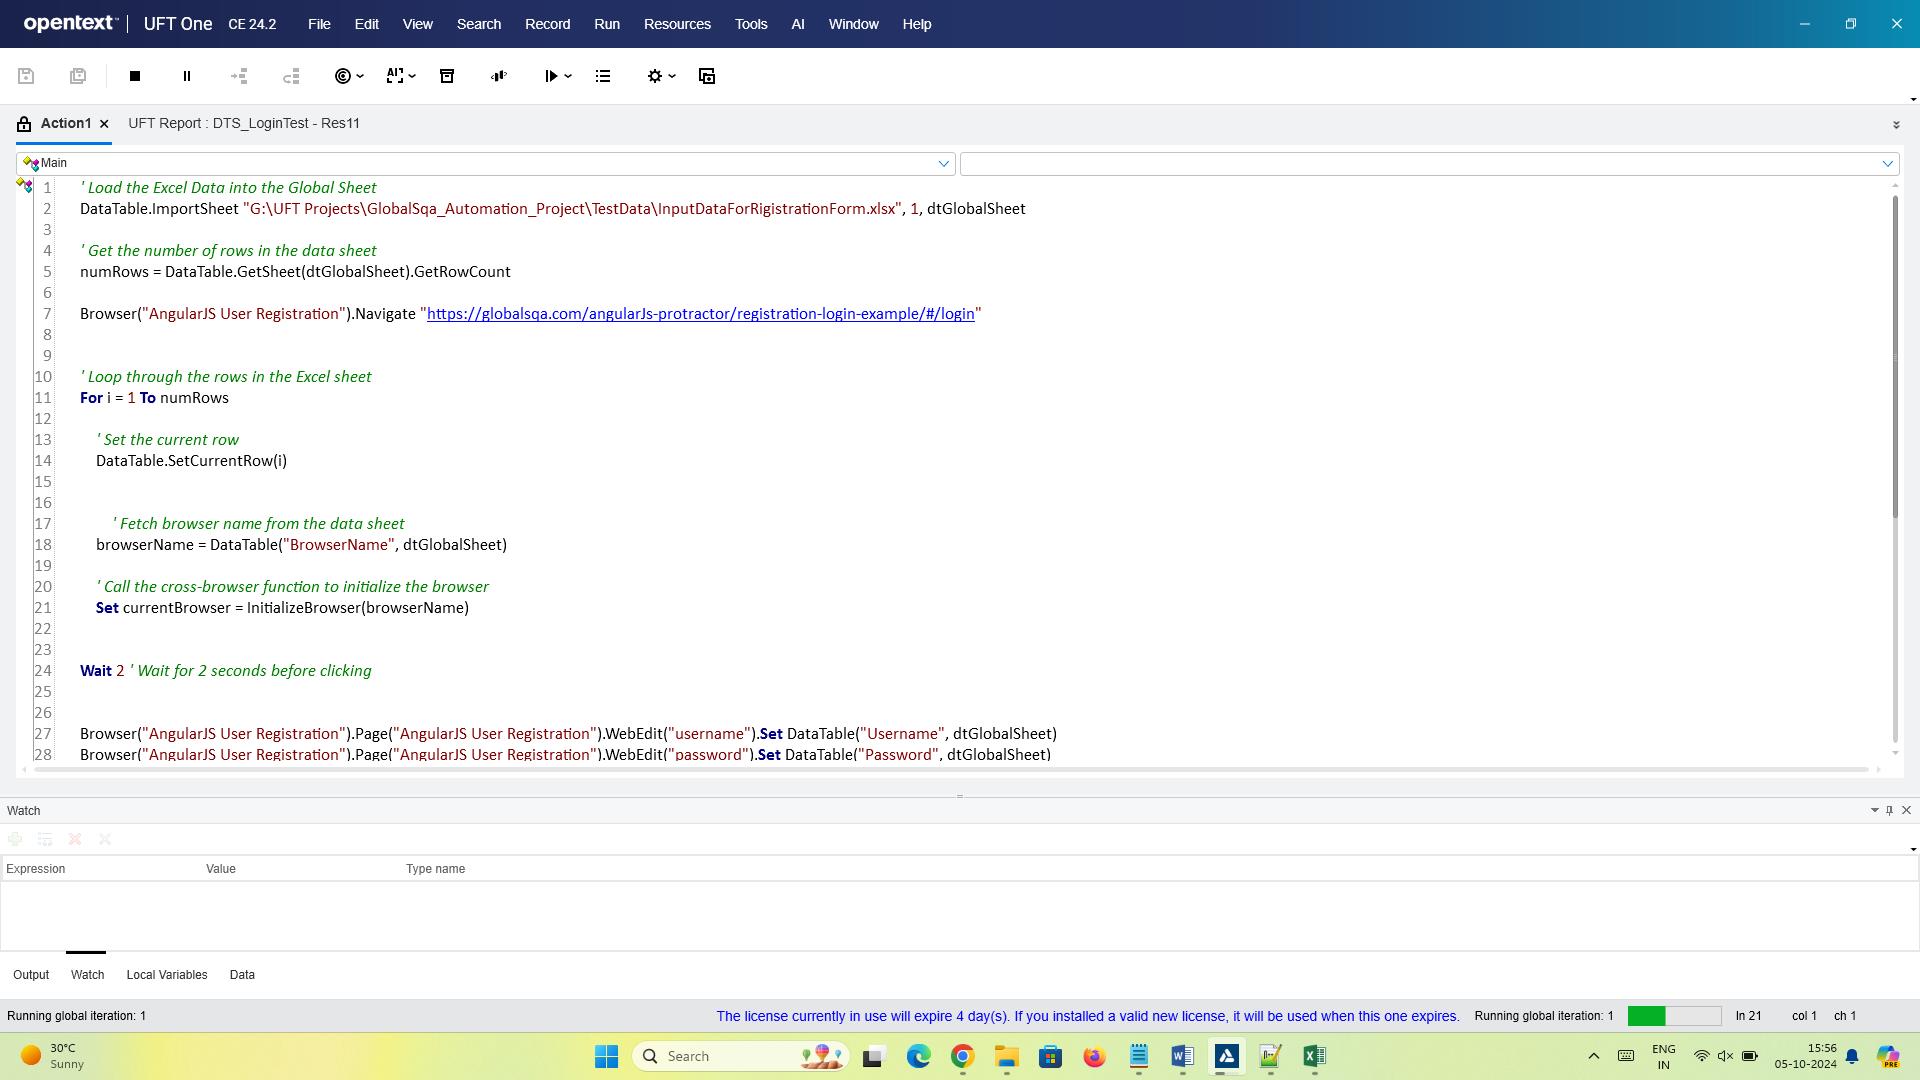 opentext™ | UFT One CE 24.2 File Edit View Search Record Run Resources Tools AI Window Help
AI
Action1 UFT Report : DTS_LoginTest - Res11
Main
1 ' Load the Excel Data into the Global Sheet
2 DataTable.ImportSheet "G:\UFT Projects\GlobalSqa_Automation_Project\TestData\InputDataForRigistrationForm.xlsx", 1, dtGlobalSheet
3
4 ' Get the number of rows in the data sheet
5 numRows = DataTable.GetSheet(dtGlobalSheet).GetRowCount
6
7 Browser("AngularJS User Registration").Navigate "https://globalsqa.com/angularJs-protractor/registration-login-example/#/login"
8
9
10 ' Loop through the rows in the Excel sheet
11 For i = 1 To numRows
12
13 ' Set the current row
14 DataTable.SetCurrentRow(i)
15
16
17 ' Fetch browser name from the data sheet
18 browserName = DataTable("BrowserName", dtGlobalSheet)
19
20 ' Call the cross-browser function to initialize the browser
21 Set currentBrowser = InitializeBrowser(browserName)
22
23
24 Wait 2 ' Wait for 2 seconds before clicking
25
26
27 Browser("AngularJS User Registration").Page("AngularJS User Registration").WebEdit("username").Set DataTable("Username", dtGlobalSheet)
28 Browser("AngularJS User Registration").Page("AngularJS User Registration").WebEdit("password").Set DataTable("Password", dtGlobalSheet)
Watch
Expression Value Type name
Output Watch Local Variables Data
Running global iteration: 1 The license currently in use will expire 4 day(s). If you installed a valid new license, it will be used when this one expires. Running global iteration: 1 ln 21 col 1 ch 1
30°C
Sunny
Search
ENG
IN
15:56
05-10-2024
PRE